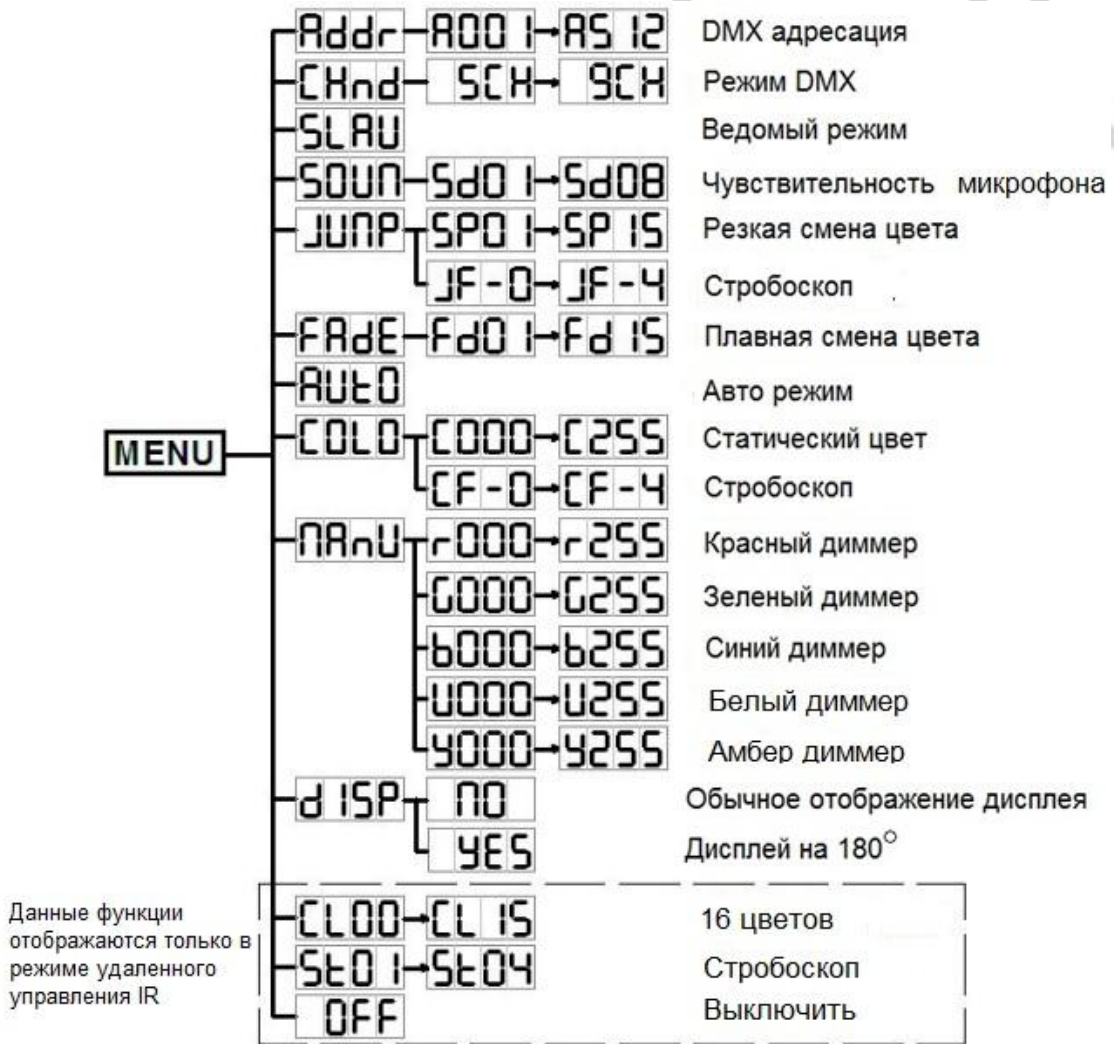 Addr A001 A512 DMX адресация
CHnd 5CH 9CH Режим DMX
SLAU Ведомый режим
SOUN Sd01 Sd08 Чувствительность микрофона
JUMP SP01 SP15 Резкая смена цвета
JF-0 JF-4 Стробоскоп
FAdE Fd01 Fd15 Плавная смена цвета
AUtO Авто режим
MENU
COLO C000 C255 Статический цвет
CF-0 CF-4 Стробоскоп
MAnU r000 r255 Красный диммер
G000 G255 Зеленый диммер
b000 b255 Синий диммер
U000 U255 Белый диммер
y000 y255 Амбер диммер
dISP NO Обычное отображение дисплея
yES Дисплей на 180°
Данные функции
отображаются только в
режиме удаленного
управления IR
CL00 CL15 16 цветов
St01 St04 Стробоскоп
OFF Выключить